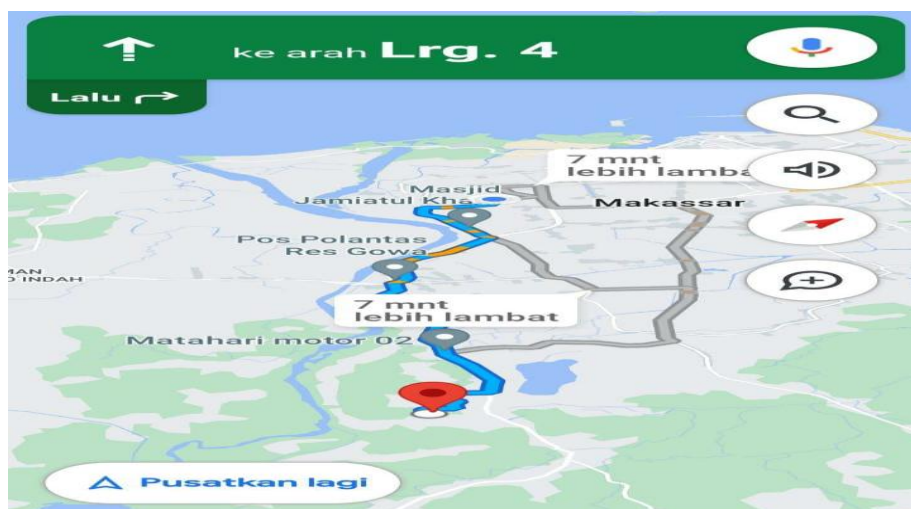 ke arah Lrg. 4
Lalu
7 mnt
lebih lamba
Masjid
Jamiatul Kha
Makassar
Pos Polantas
Res Gowa
MAN
O INDAH
7 mnt
lebih lambat
Matahari motor 02
Pusatkan lagi